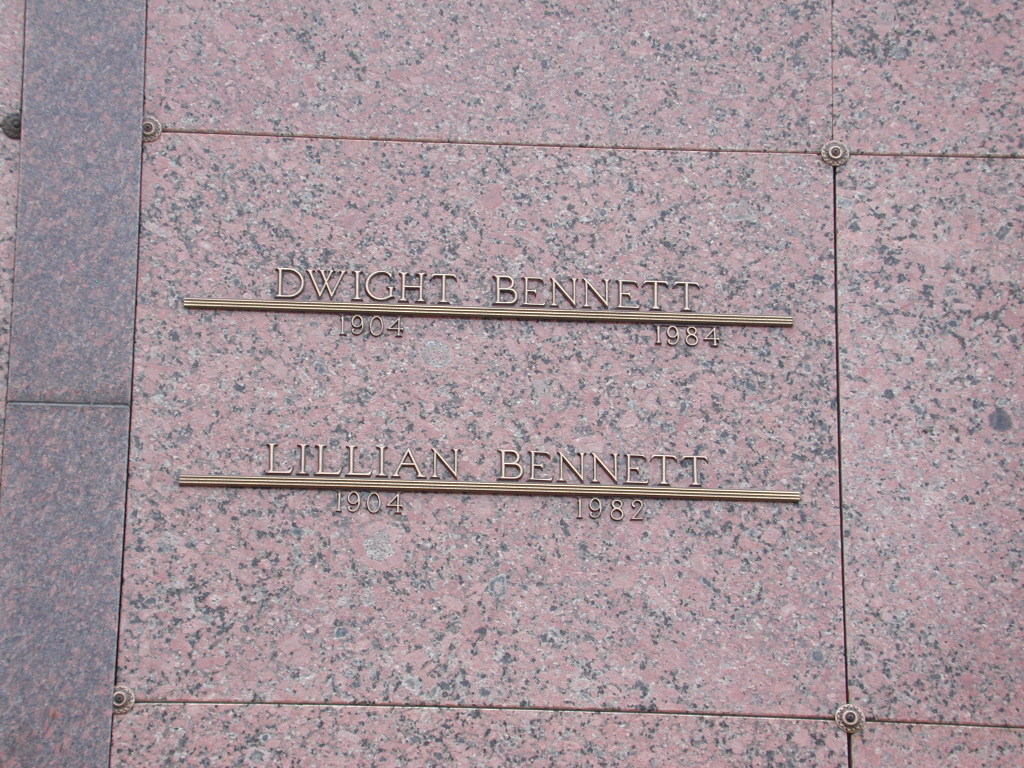 DWIGHT BENNETT
1904 1984
LILLIAN BENNETT
1904 1982